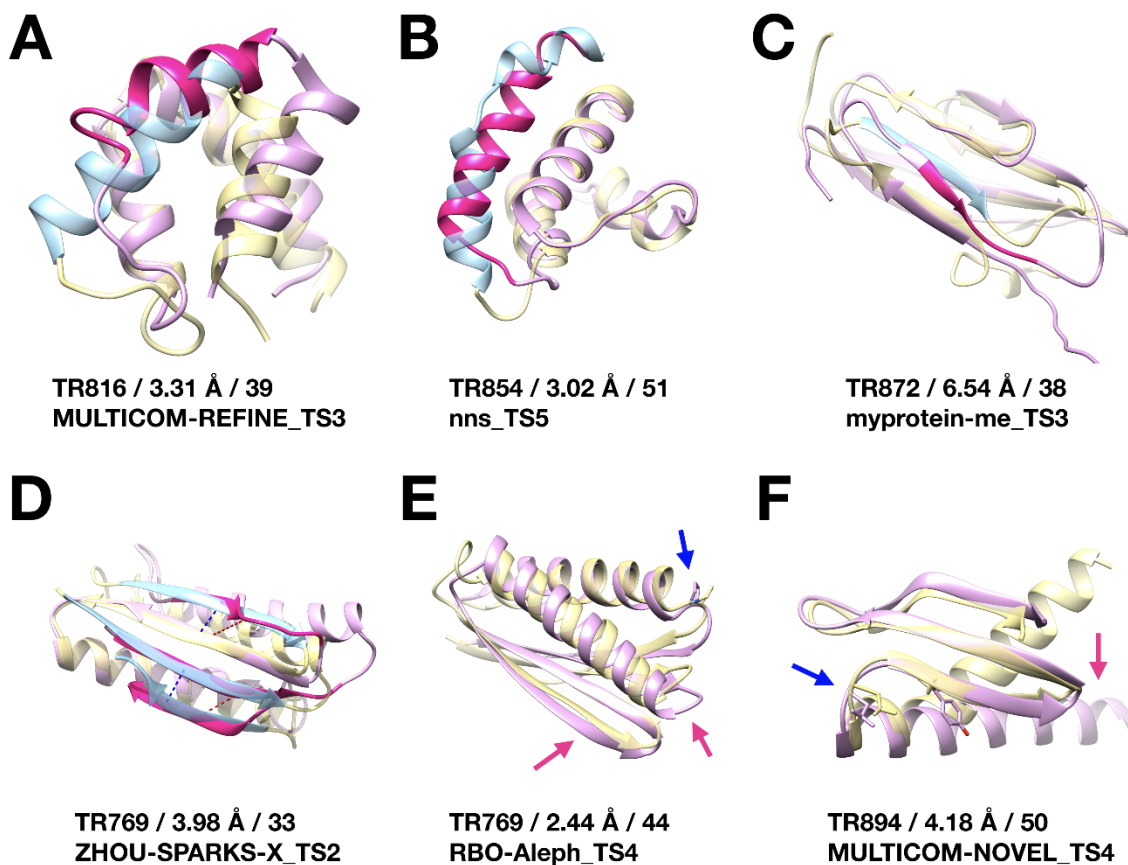 A
B
C
TR816 / 3.31 Å / 39
MULTICOM-REFINE_TS3
TR854 / 3.02 Å / 51
nns_TS5
TR872 / 6.54 Å / 38
myprotein-me_TS3
D
E
F
TR769 / 3.98 Å / 33
ZHOU-SPARKS-X_TS2
TR769 / 2.44 Å / 44
RBO-Aleph_TS4
TR894 / 4.18 Å / 50
MULTICOM-NOVEL_TS4